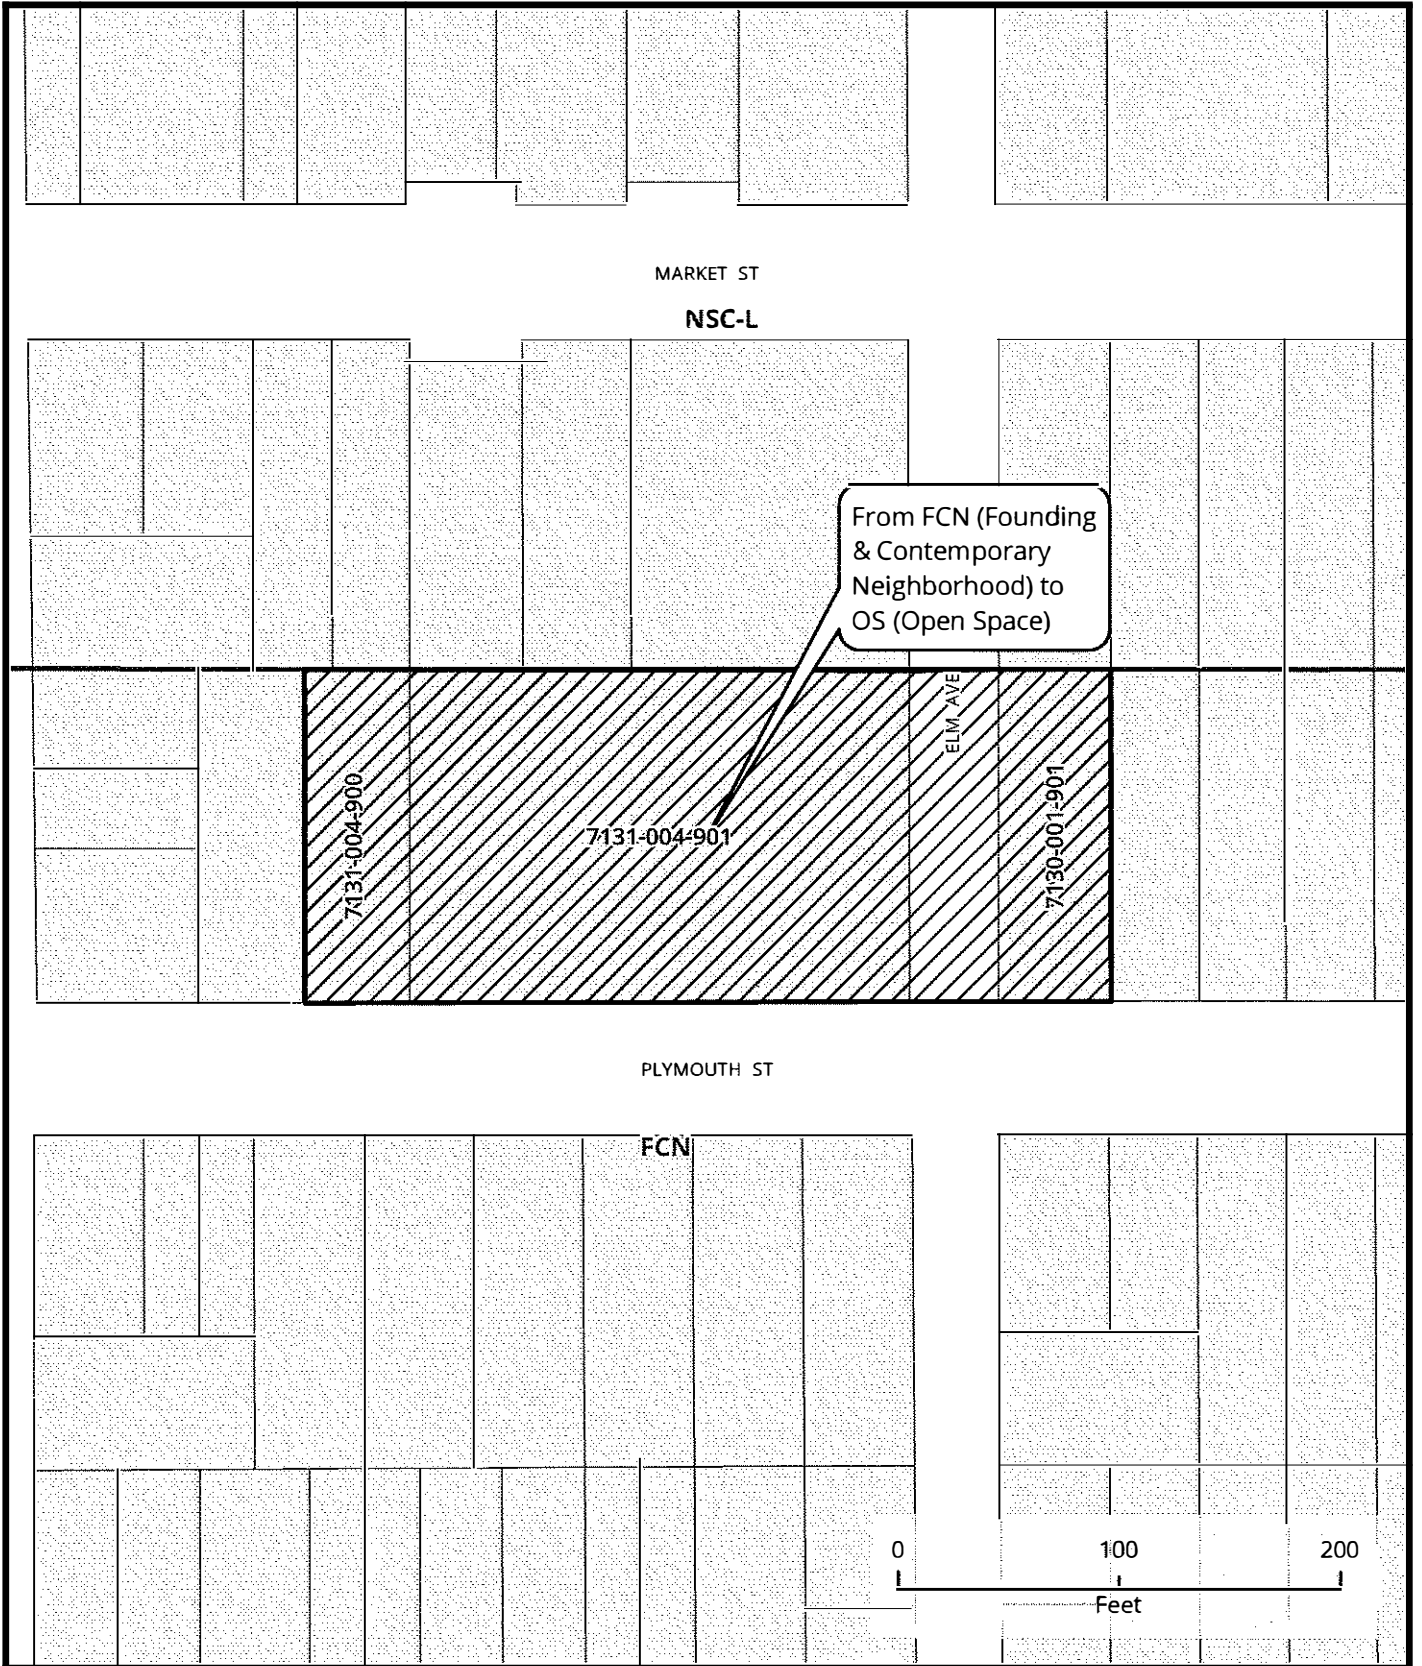 MARKET ST
NSC-L
From FCN (Founding
& Contemporary
Neighborhood) to
OS (Open Space)
ELM AVE
7131-004-900
7131-004-901
7130-001-901
PLYMOUTH ST
FCN
0 100 200
Feet